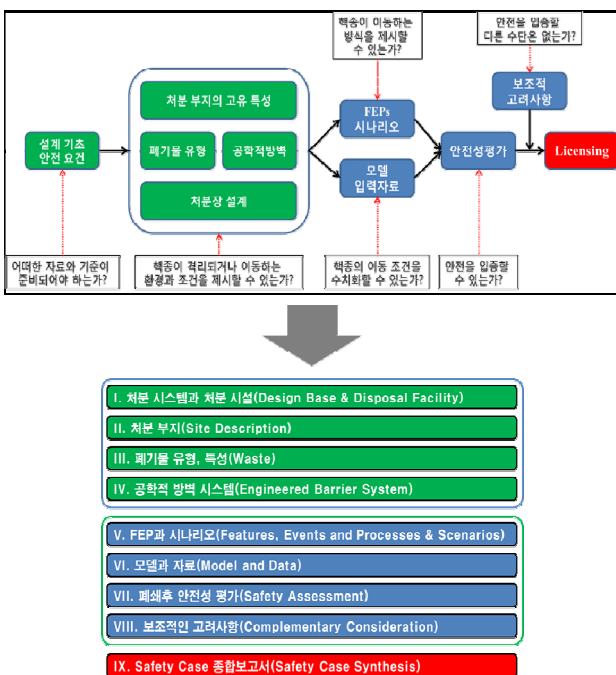 핵종이 이동하는
방식을 제시할
수 있는가?
안전을 입증할
다른 수단은 없는가?
처분 부지의 고유 특성
FEPs
시나리오
보조적
고려사항
설계 기초
안전 요건
폐기물 유형
공학적방벽
안전성평가
Licensing
모델
입력자료
처분장 설계
어떠한 자료와 기준이
준비되어야 하는가?
핵종이 격리되거나 이동하는
환경과 조건을 제시할 수 있는가?
핵종의 이동 조건을
수치화할 수 있는가?
안전을 입증할
수 있는가?
I. 처분 시스템과 처분 시설(Design Base & Disposal Facility)
II. 처분 부지(Site Description)
III. 폐기물 유형, 특성(Waste)
IV. 공학적 방벽 시스템(Engineered Barrier System)
V. FEP과 시나리오(Features, Events and Processes & Scenarios)
VI. 모델과 자료(Model and Data)
VII. 폐쇄후 안전성 평가(Safety Assessment)
VIII. 보조적인 고려사항(Complementary Consideration)
IX. Safety Case 종합보고서(Safety Case Synthesis)